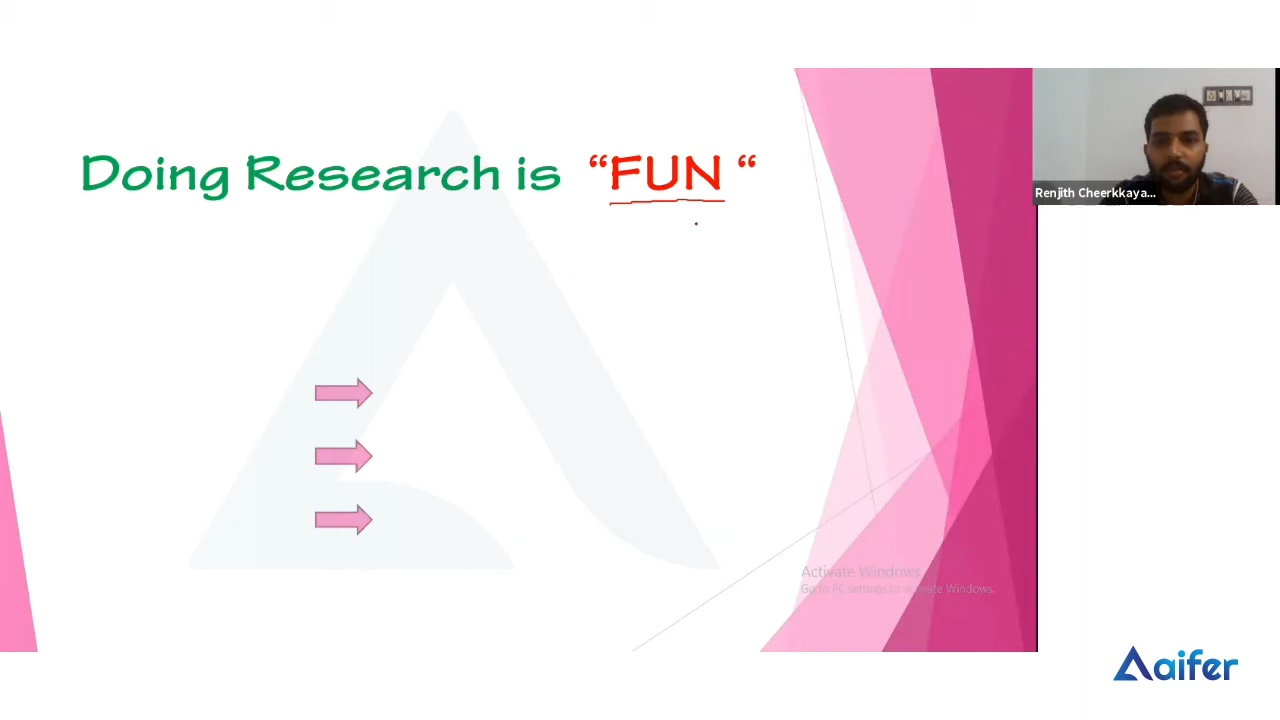 Doing Research is “FUN “
Renjith Cheerkkaya...
Activate Windows
Go to PC settings to activate Windows.
aifer